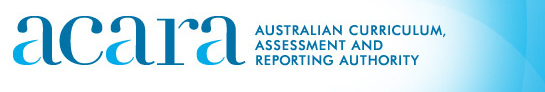 acara
AUSTRALIAN CURRICULUM,
ASSESSMENT AND
REPORTING AUTHORITY